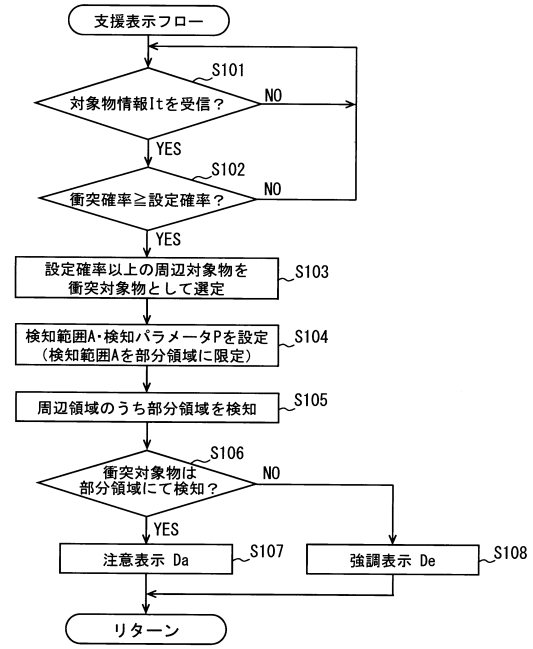 支援表示フロー
S101
対象物情報Itを受信？
NO
YES
S102
衝突確率≧設定確率？
NO
YES
S103
設定確率以上の周辺対象物を
衝突対象物として選定
S104
検知範囲A・検知パラメータPを設定
(検知範囲Aを部分領域に限定)
S105
周辺領域のうち部分領域を検知
S106
衝突対象物は
部分領域にて検知？
NO
YES
S107
注意表示 Da
S108
強調表示 De
リターン